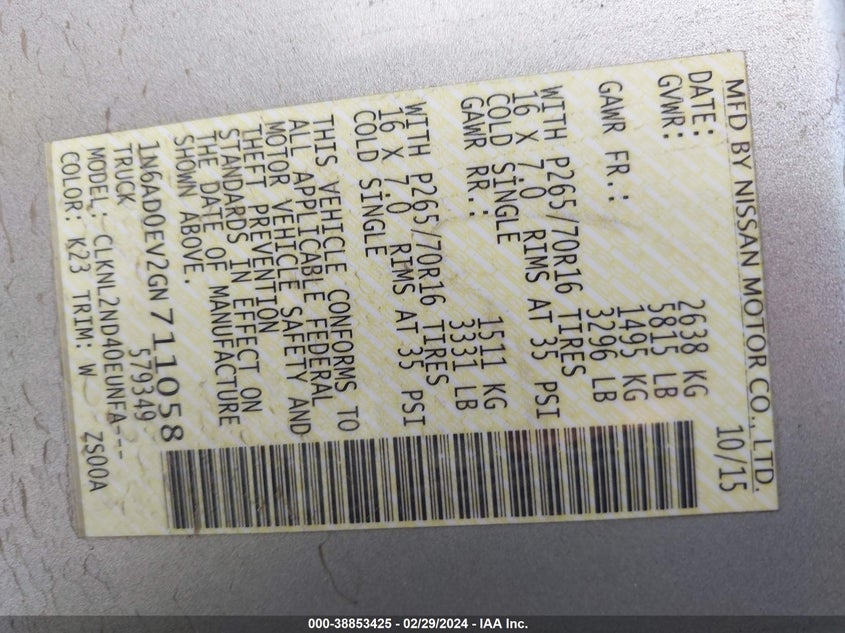 MFD BY NISSAN MOTOR CO., LTD.
DATE: 10/15
GVWR: 2638 KG
5815 LB
GAWR FR.: 1495 KG
3296 LB
WITH P265/70R16 TIRES
16 X 7.0 RIMS AT 35 PSI
COLD SINGLE
GAWR RR.: 1511 KG
3331 LB
WITH P265/70R16 TIRES
16 X 7.0 RIMS AT 35 PSI
COLD SINGLE
THIS VEHICLE CONFORMS TO
ALL APPLICABLE FEDERAL
MOTOR VEHICLE SAFETY AND
THEFT PREVENTION
STANDARDS IN EFFECT ON
THE DATE OF MANUFACTURE
SHOWN ABOVE.
1N6AD0EV2GN711058
TRUCK 579349
MODEL: CLKNL2ND40EUNFA---
COLOR: K23 TRIM: W ZS00A
000-38853425 - 02/29/2024 - IAA Inc.